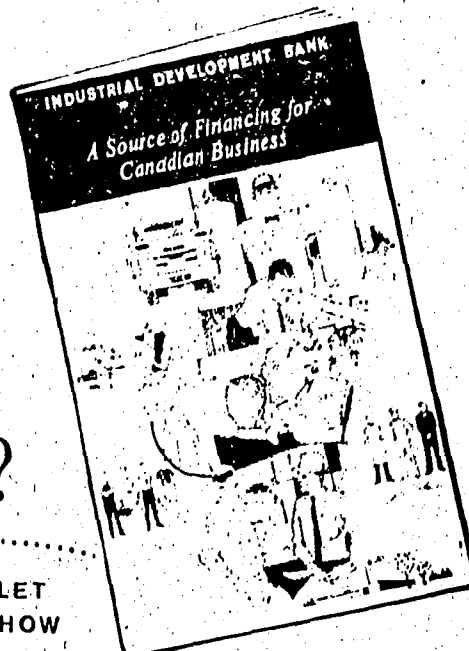 INDUSTRIAL DEVELOPMENT BANK
A Source of Financing for
Canadian Business
?
LET
HOW